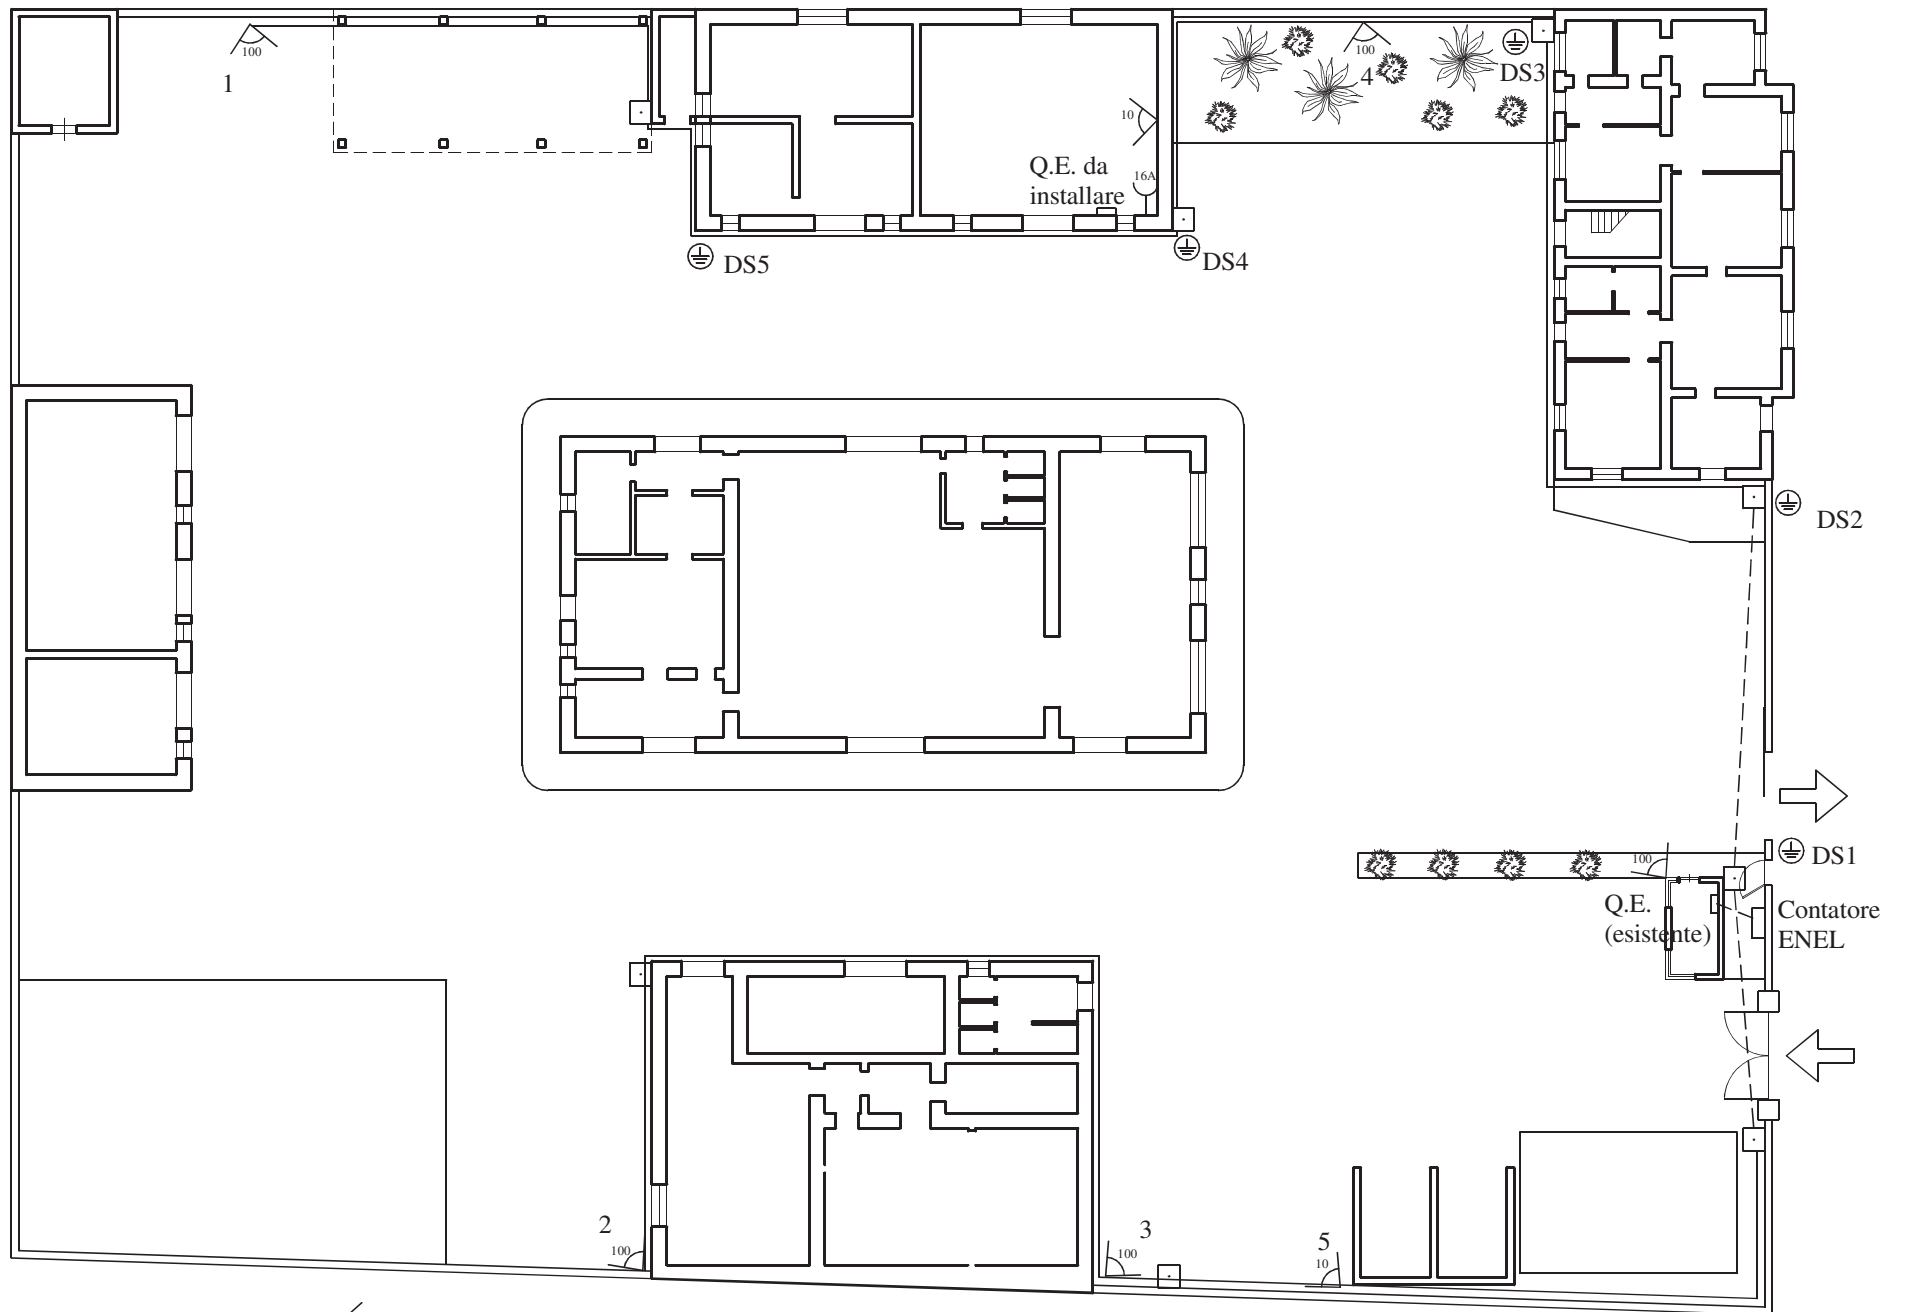 100
1
100
4
DS3
10
Q.E. da
installare
16A
DS5
DS4
DS2
100
DS1
Q.E.
(esistente)
Contatore
ENEL
2
100
3
100
5
10